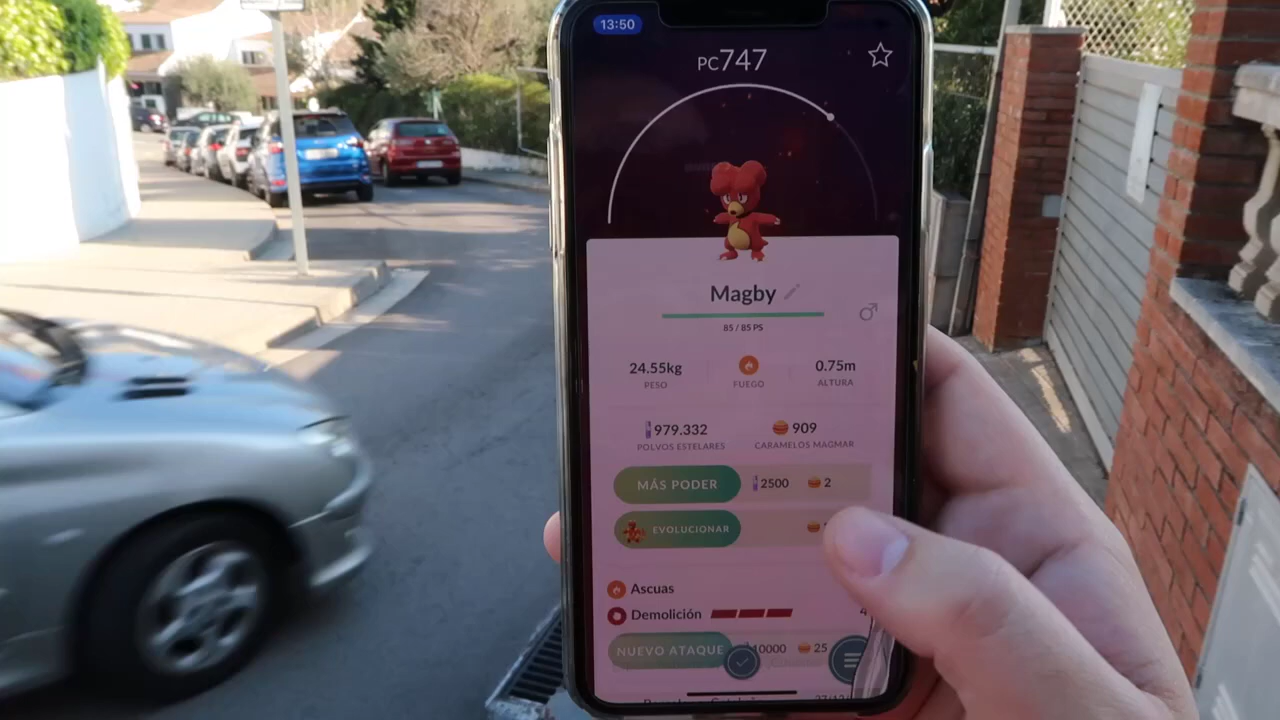 13:50
PC747
Magby
85 / 85 PS
24.55kg
PESO
FUEGO
0.75m
ALTURA
979.332
POLVOS ESTELARES
909
CARAMELOS MAGMAR
MÁS PODER 2500 2
EVOLUCIONAR
Ascuas
Demolición 4
NUEVO ATAQUE 10000 25